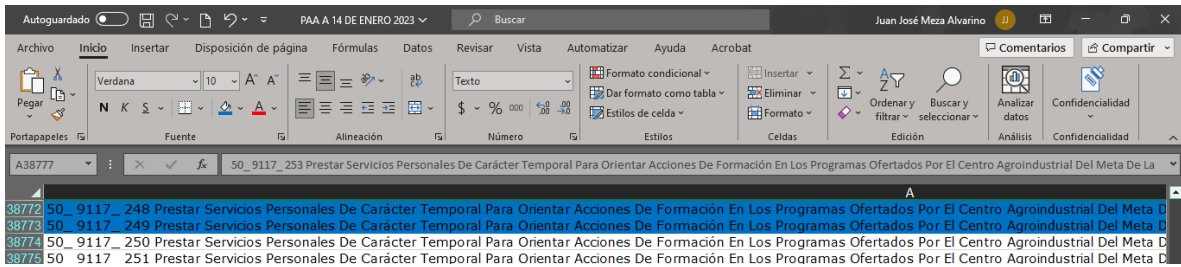 Autoguardado PAA A 14 DE ENERO 2023 Buscar Juan José Meza Alvarino JJ
Archivo Inicio Insertar Disposición de página Fórmulas Datos Revisar Vista Automatizar Ayuda Acrobat Comentarios Compartir
Pegar Verdana 10 A A ab Texto Formato condicional Insertar Ordenar y filtrar Buscar y seleccionar Analizar datos Confidencialidad
Dar formato como tabla Eliminar
N K S A $ % 000 Estilos de celda Formato
Portapapeles Fuente Alineación Número Estilos Celdas Edición Análisis Confidencialidad
A38777 fx 50_9117_253 Prestar Servicios Personales De Carácter Temporal Para Orientar Acciones De Formación En Los Programas Ofertados Por El Centro Agroindustrial Del Meta De La
A
38772 50_ 9117_ 248 Prestar Servicios Personales De Carácter Temporal Para Orientar Acciones De Formación En Los Programas Ofertados Por El Centro Agroindustrial Del Meta D
38773 50_ 9117_ 249 Prestar Servicios Personales De Carácter Temporal Para Orientar Acciones De Formación En Los Programas Ofertados Por El Centro Agroindustrial Del Meta D
38774 50_ 9117_ 250 Prestar Servicios Personales De Carácter Temporal Para Orientar Acciones De Formación En Los Programas Ofertados Por El Centro Agroindustrial Del Meta D
38775 50_ 9117_ 251 Prestar Servicios Personales De Carácter Temporal Para Orientar Acciones De Formación En Los Programas Ofertados Por El Centro Agroindustrial Del Meta D